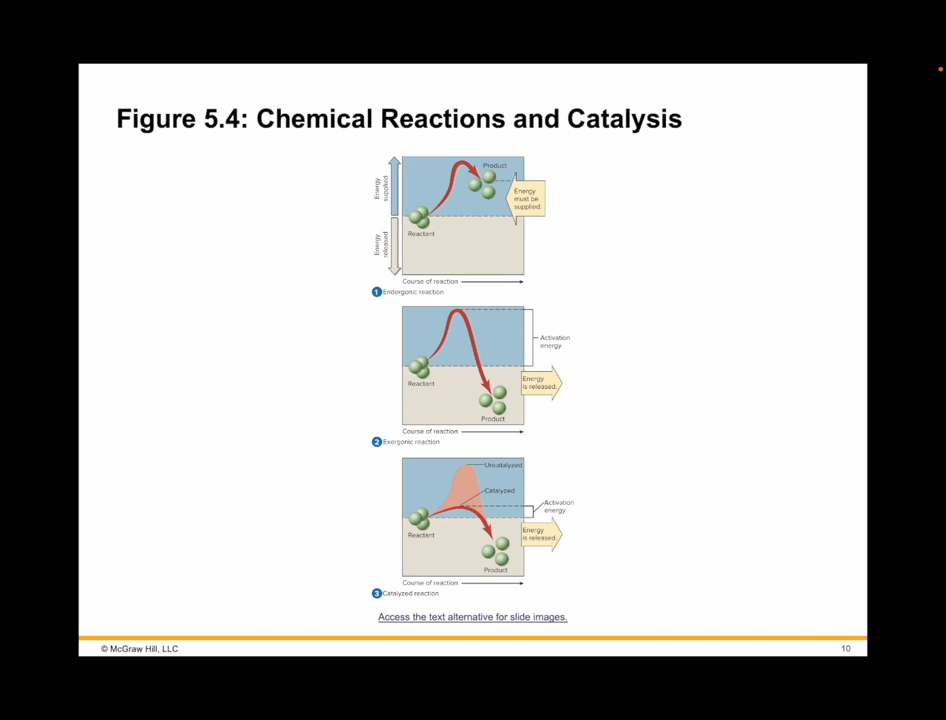 Figure 5.4: Chemical Reactions and Catalysis
Energy
supplied
Energy
released
Product
Energy
must be
supplied.
Reactant
Course of reaction
1 Endergonic reaction
Activation
energy
Reactant
Energy
is released.
Product
Course of reaction
2 Exergonic reaction
Uncatalyzed
Catalyzed
Activation
energy
Reactant
Energy
is released.
Product
Course of reaction
3 Catalyzed reaction
Access the text alternative for slide images.
© McGraw Hill, LLC
10